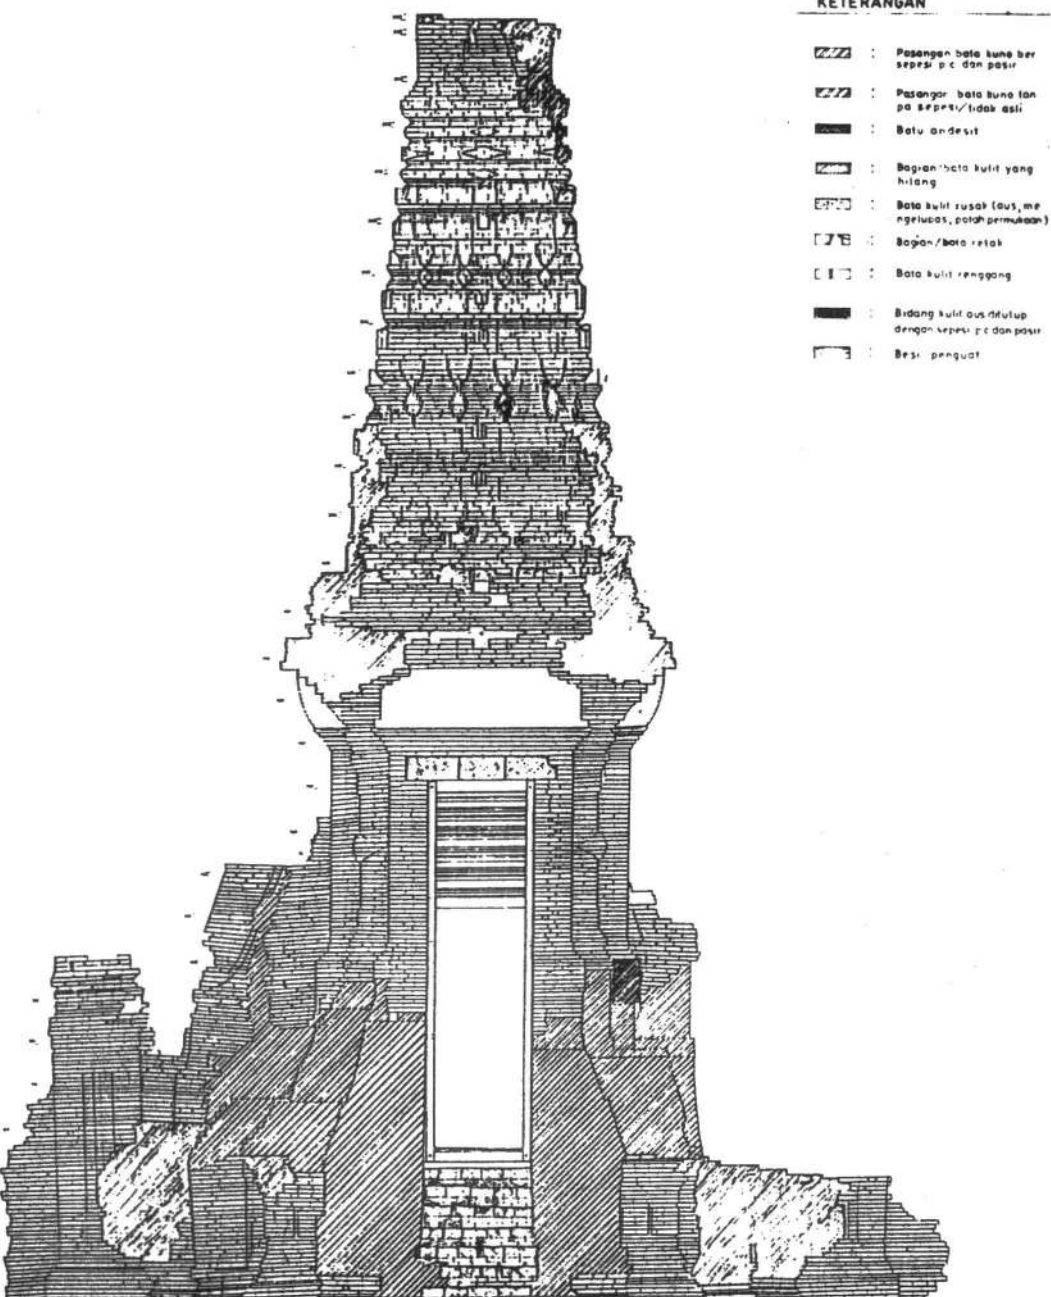 KETERANGAN
: Pasangan bata kuno ber
sepesi p c dan pasir
: Pasangan bata kuno tan
pa sepesi/tidak asli
: Batu andesit
: Bagian/bata kulit yang
hilang
: Bata kulit rusak (aus, me
ngelupas, patah permukaan)
: Bagian/bata retak
: Bata kulit renggang
: Bidang kulit aus ditutup
dengan sepesi p c dan pasir
: Besi penguat